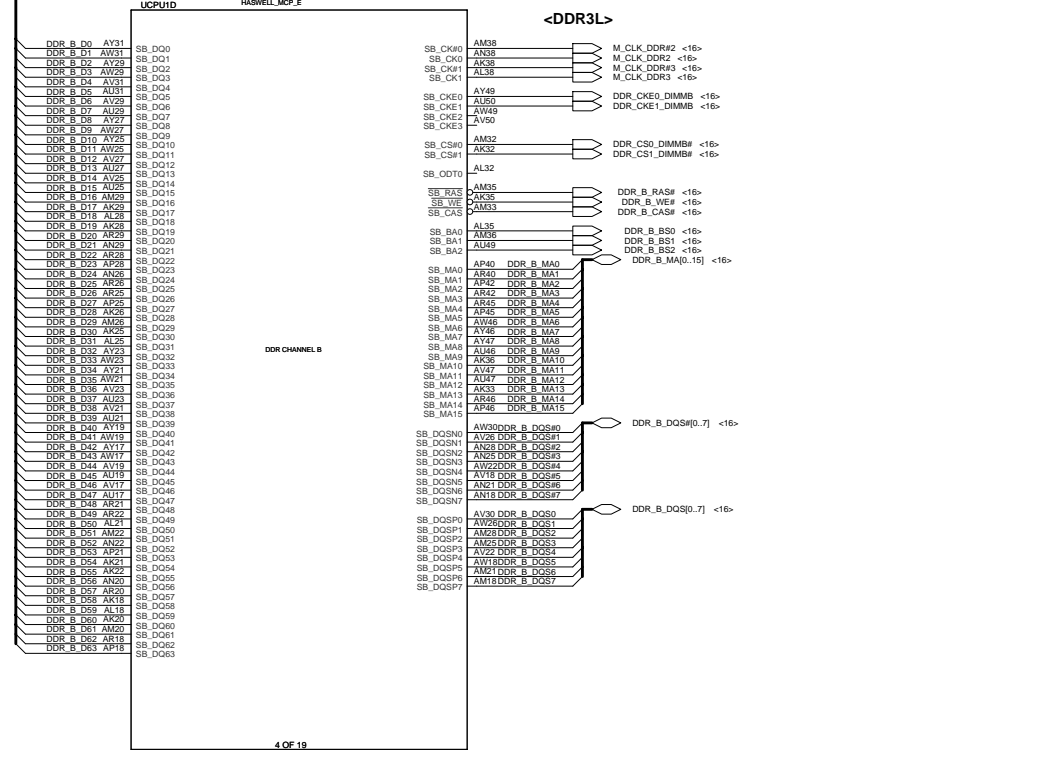 UCPU1D HASWELL_MCP_E
<DDR3L>
DDR_B_D0 AY31 SB_DQ0
DDR_B_D1 AW31 SB_DQ1
DDR_B_D2 AY29 SB_DQ2
DDR_B_D3 AW29 SB_DQ3
DDR_B_D4 AV31 SB_DQ4
DDR_B_D5 AU31 SB_DQ5
DDR_B_D6 AV29 SB_DQ6
DDR_B_D7 AU29 SB_DQ7
DDR_B_D8 AY27 SB_DQ8
DDR_B_D9 AW27 SB_DQ9
DDR_B_D10 AY25 SB_DQ10
DDR_B_D11 AW25 SB_DQ11
DDR_B_D12 AV27 SB_DQ12
DDR_B_D13 AU27 SB_DQ13
DDR_B_D14 AV25 SB_DQ14
DDR_B_D15 AU25 SB_DQ15
DDR_B_D16 AM29 SB_DQ16
DDR_B_D17 AK29 SB_DQ17
DDR_B_D18 AL28 SB_DQ18
DDR_B_D19 AK28 SB_DQ19
DDR_B_D20 AR29 SB_DQ20
DDR_B_D21 AN29 SB_DQ21
DDR_B_D22 AR28 SB_DQ22
DDR_B_D23 AP28 SB_DQ23
DDR_B_D24 AN26 SB_DQ24
DDR_B_D25 AR26 SB_DQ25
DDR_B_D26 AR25 SB_DQ26
DDR_B_D27 AP25 SB_DQ27
DDR_B_D28 AK26 SB_DQ28
DDR_B_D29 AM26 SB_DQ29
DDR_B_D30 AK25 SB_DQ30
DDR_B_D31 AL25 SB_DQ31
DDR_B_D32 AY23 SB_DQ32
DDR_B_D33 AW23 SB_DQ33
DDR_B_D34 AY21 SB_DQ34
DDR_B_D35 AW21 SB_DQ35
DDR_B_D36 AV23 SB_DQ36
DDR_B_D37 AU23 SB_DQ37
DDR_B_D38 AV21 SB_DQ38
DDR_B_D39 AU21 SB_DQ39
DDR_B_D40 AY19 SB_DQ40
DDR_B_D41 AW19 SB_DQ41
DDR_B_D42 AY17 SB_DQ42
DDR_B_D43 AW17 SB_DQ43
DDR_B_D44 AV19 SB_DQ44
DDR_B_D45 AU19 SB_DQ45
DDR_B_D46 AV17 SB_DQ46
DDR_B_D47 AU17 SB_DQ47
DDR_B_D48 AR21 SB_DQ48
DDR_B_D49 AR22 SB_DQ49
DDR_B_D50 AL21 SB_DQ50
DDR_B_D51 AM22 SB_DQ51
DDR_B_D52 AN22 SB_DQ52
DDR_B_D53 AP21 SB_DQ53
DDR_B_D54 AK21 SB_DQ54
DDR_B_D55 AK22 SB_DQ55
DDR_B_D56 AN20 SB_DQ56
DDR_B_D57 AR20 SB_DQ57
DDR_B_D58 AK18 SB_DQ58
DDR_B_D59 AL18 SB_DQ59
DDR_B_D60 AK20 SB_DQ60
DDR_B_D61 AM20 SB_DQ61
DDR_B_D62 AR18 SB_DQ62
DDR_B_D63 AP18 SB_DQ63
DDR CHANNEL B
SB_CK#0 AM38 M_CLK_DDR#2 <16>
SB_CK0 AN38 M_CLK_DDR2 <16>
SB_CK#1 AK38 M_CLK_DDR#3 <16>
SB_CK1 AL38 M_CLK_DDR3 <16>
SB_CKE0 AY49 DDR_CKE0_DIMMB <16>
SB_CKE1 AU50 DDR_CKE1_DIMMB <16>
SB_CKE2 AW49
SB_CKE3 AV50
SB_CS#0 AM32 DDR_CS0_DIMMB# <16>
SB_CS#1 AK32 DDR_CS1_DIMMB# <16>
SB_ODT0 AL32
SB_RAS AM35 DDR_B_RAS# <16>
SB_WE AK35 DDR_B_WE# <16>
SB_CAS AM33 DDR_B_CAS# <16>
SB_BA0 AL35 DDR_B_BS0 <16>
SB_BA1 AM36 DDR_B_BS1 <16>
SB_BA2 AU49 DDR_B_BS2 <16>
DDR_B_MA[0..15] <16>
SB_MA0 AP40 DDR_B_MA0
SB_MA1 AR40 DDR_B_MA1
SB_MA2 AP42 DDR_B_MA2
SB_MA3 AR42 DDR_B_MA3
SB_MA4 AR45 DDR_B_MA4
SB_MA5 AP45 DDR_B_MA5
SB_MA6 AW46 DDR_B_MA6
SB_MA7 AY46 DDR_B_MA7
SB_MA8 AY47 DDR_B_MA8
SB_MA9 AU46 DDR_B_MA9
SB_MA10 AK36 DDR_B_MA10
SB_MA11 AV47 DDR_B_MA11
SB_MA12 AU47 DDR_B_MA12
SB_MA13 AK33 DDR_B_MA13
SB_MA14 AR46 DDR_B_MA14
SB_MA15 AP46 DDR_B_MA15
DDR_B_DQS#[0..7] <16>
SB_DQSN0 AW30 DDR_B_DQS#0
SB_DQSN1 AV26 DDR_B_DQS#1
SB_DQSN2 AN28 DDR_B_DQS#2
SB_DQSN3 AN25 DDR_B_DQS#3
SB_DQSN4 AW22 DDR_B_DQS#4
SB_DQSN5 AV18 DDR_B_DQS#5
SB_DQSN6 AN21 DDR_B_DQS#6
SB_DQSN7 AN18 DDR_B_DQS#7
DDR_B_DQS[0..7] <16>
SB_DQSP0 AV30 DDR_B_DQS0
SB_DQSP1 AW26 DDR_B_DQS1
SB_DQSP2 AM28 DDR_B_DQS2
SB_DQSP3 AM25 DDR_B_DQS3
SB_DQSP4 AV22 DDR_B_DQS4
SB_DQSP5 AW18 DDR_B_DQS5
SB_DQSP6 AM21 DDR_B_DQS6
SB_DQSP7 AM18 DDR_B_DQS7
4 OF 19